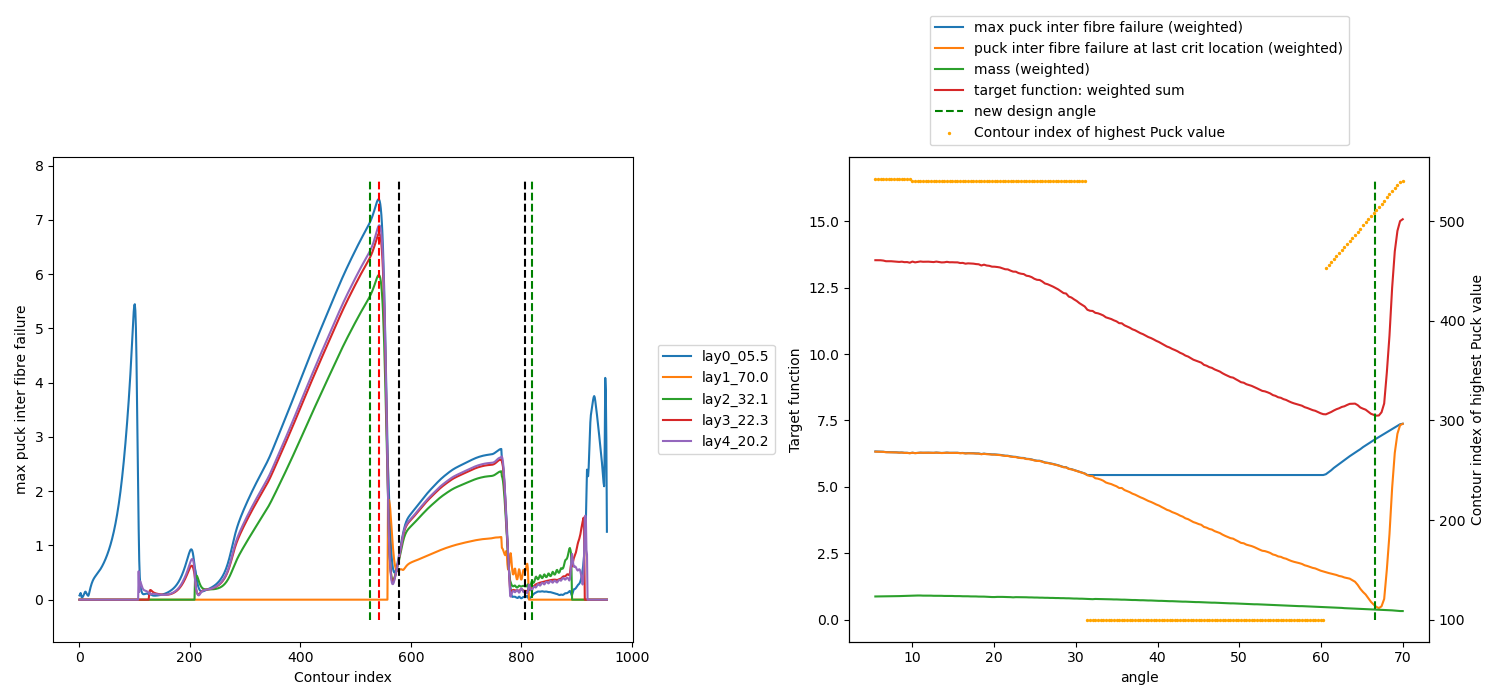 max puck inter fibre failure (weighted)
puck inter fibre failure at last crit location (weighted)
mass (weighted)
target function: weighted sum
new design angle
Contour index of highest Puck value
max puck inter fibre failure
8
7
6
5
4
3
2
1
0
0 200 400 600 800 1000
Contour index
lay0_05.5
lay1_70.0
lay2_32.1
lay3_22.3
lay4_20.2
Target function
15.0
12.5
10.0
7.5
5.0
2.5
0.0
10 20 30 40 50 60 70
angle
500
400
300
200
100
Contour index of highest Puck value